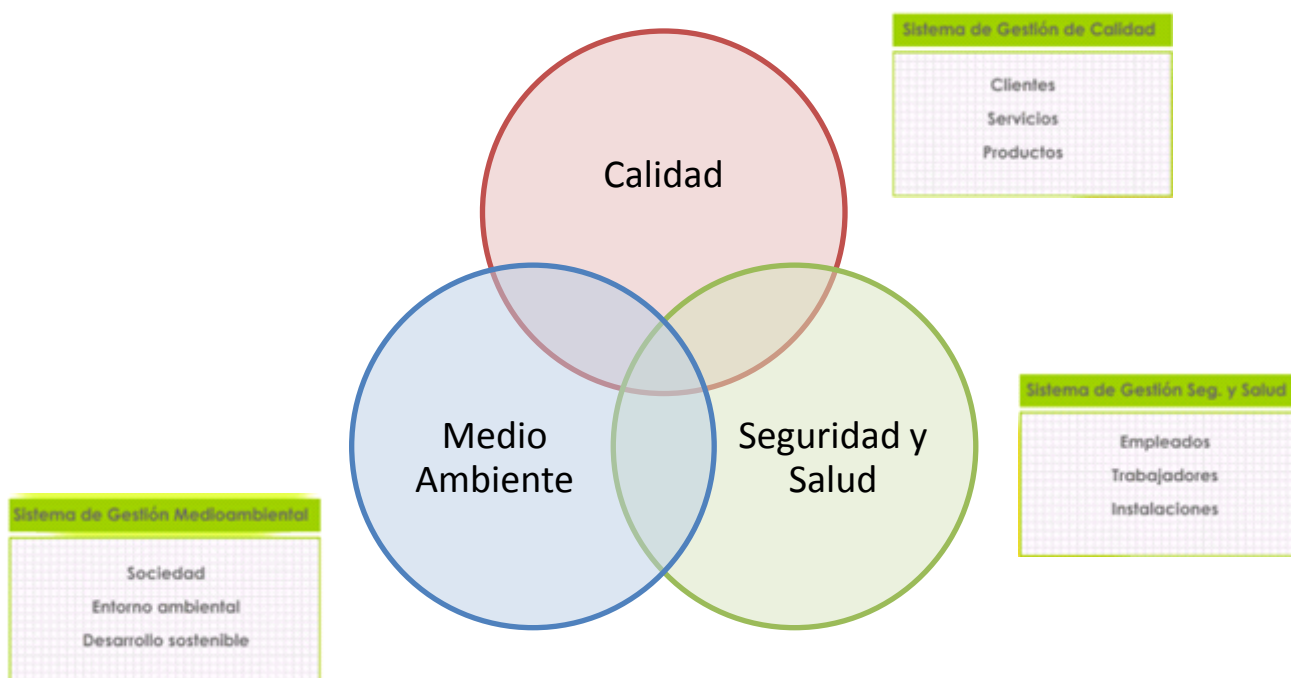 Sistema de Gestión de Calidad
Clientes
Servicios
Productos
Calidad
Medio
Ambiente
Seguridad y
Salud
Sistema de Gestión Seg. y Salud
Empleados
Trabajadores
Instalaciones
Sistema de Gestión Medioambiental
Sociedad
Entorno ambiental
Desarrollo sostenible